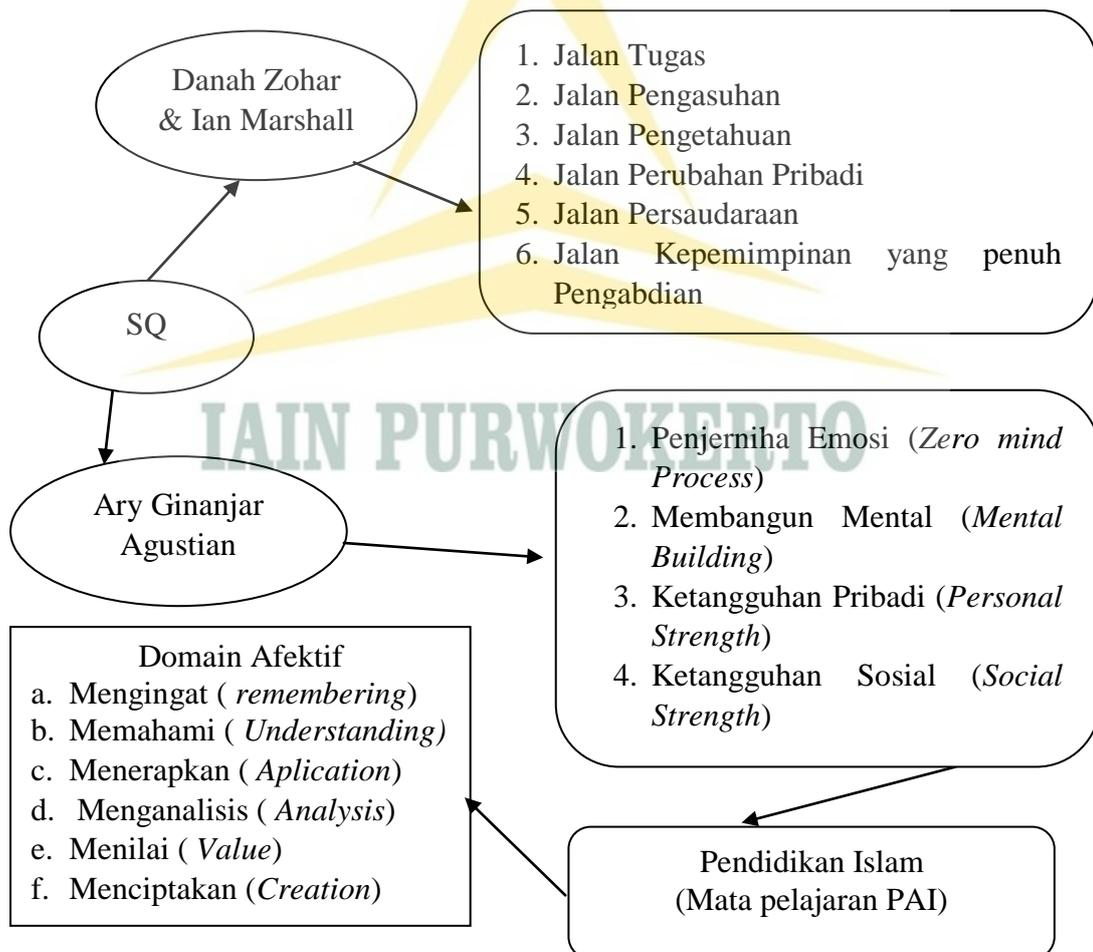 Danah Zohar
& Ian Marshall
1. Jalan Tugas
2. Jalan Pengasuhan
3. Jalan Pengetahuan
4. Jalan Perubahan Pribadi
5. Jalan Persaudaraan
6. Jalan Kepemimpinan yang penuh
Pengabdian
SQ
IAIN PURWOKERTO
Ary Ginanjar
Agustian
1. Penjerniha Emosi (Zero mind
Process)
2. Membangun Mental (Mental
Building)
3. Ketangguhan Pribadi (Personal
Strength)
4. Ketangguhan Sosial (Social
Strength)
Domain Afektif
a. Mengingat ( remembering)
b. Memahami ( Understanding)
c. Menerapkan ( Aplication)
d. Menganalisis ( Analysis)
e. Menilai ( Value)
f. Menciptakan (Creation)
Pendidikan Islam
(Mata pelajaran PAI)